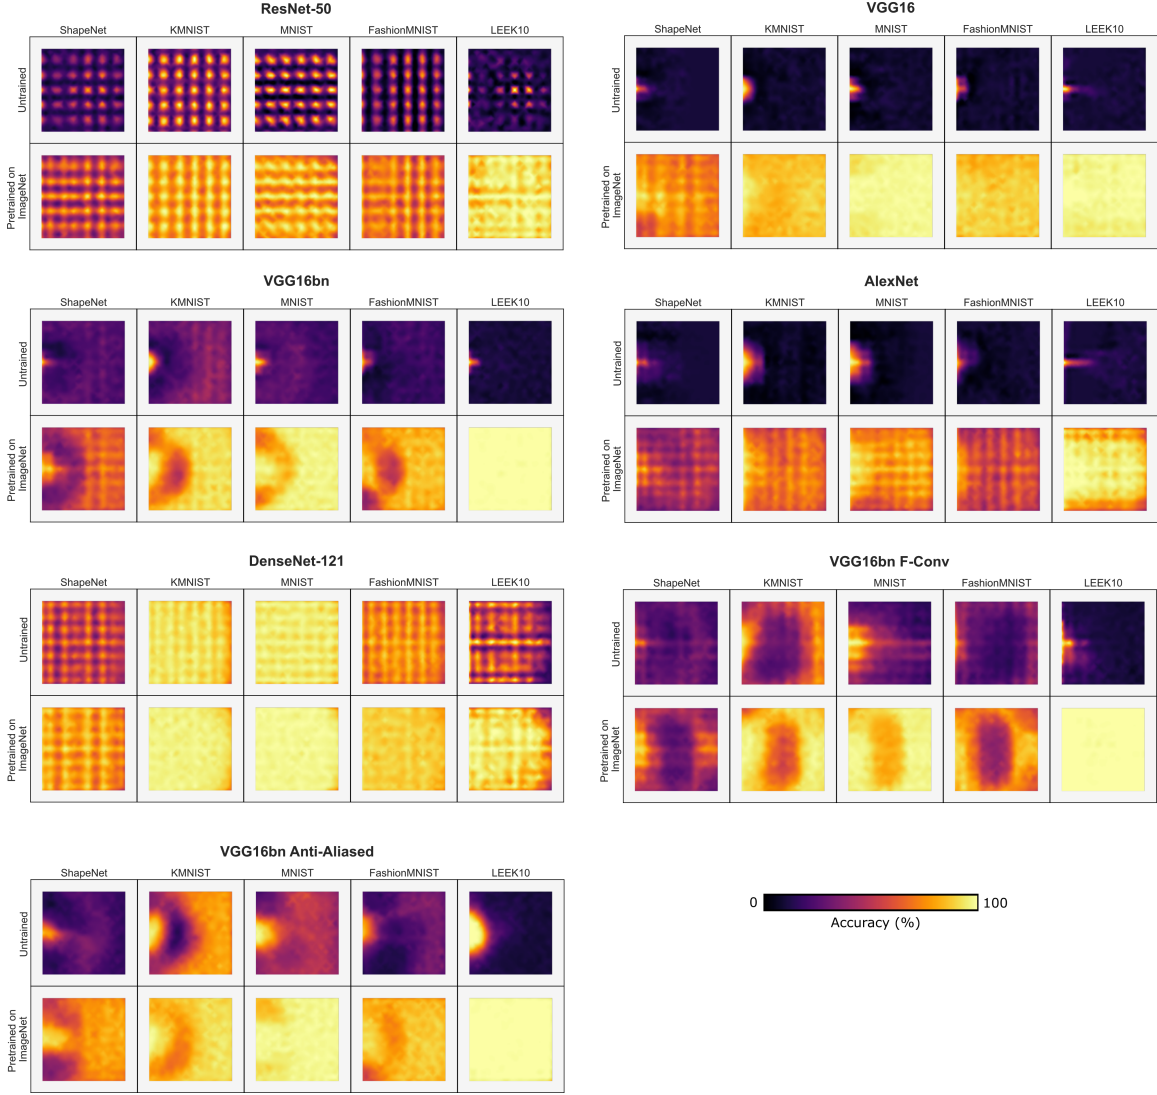 ResNet-50
ShapeNet KMNIST MNIST FashionMNIST LEEK10
Untrained
Pretrained on
ImageNet
VGG16
ShapeNet KMNIST MNIST FashionMNIST LEEK10
Untrained
Pretrained on
ImageNet
VGG16bn
ShapeNet KMNIST MNIST FashionMNIST LEEK10
Untrained
Pretrained on
ImageNet
AlexNet
ShapeNet KMNIST MNIST FashionMNIST LEEK10
Untrained
Pretrained on
ImageNet
DenseNet-121
ShapeNet KMNIST MNIST FashionMNIST LEEK10
Untrained
Pretrained on
ImageNet
VGG16bn F-Conv
ShapeNet KMNIST MNIST FashionMNIST LEEK10
Untrained
Pretrained on
ImageNet
VGG16bn Anti-Aliased
ShapeNet KMNIST MNIST FashionMNIST LEEK10
Untrained
Pretrained on
ImageNet
0 100
Accuracy (%)